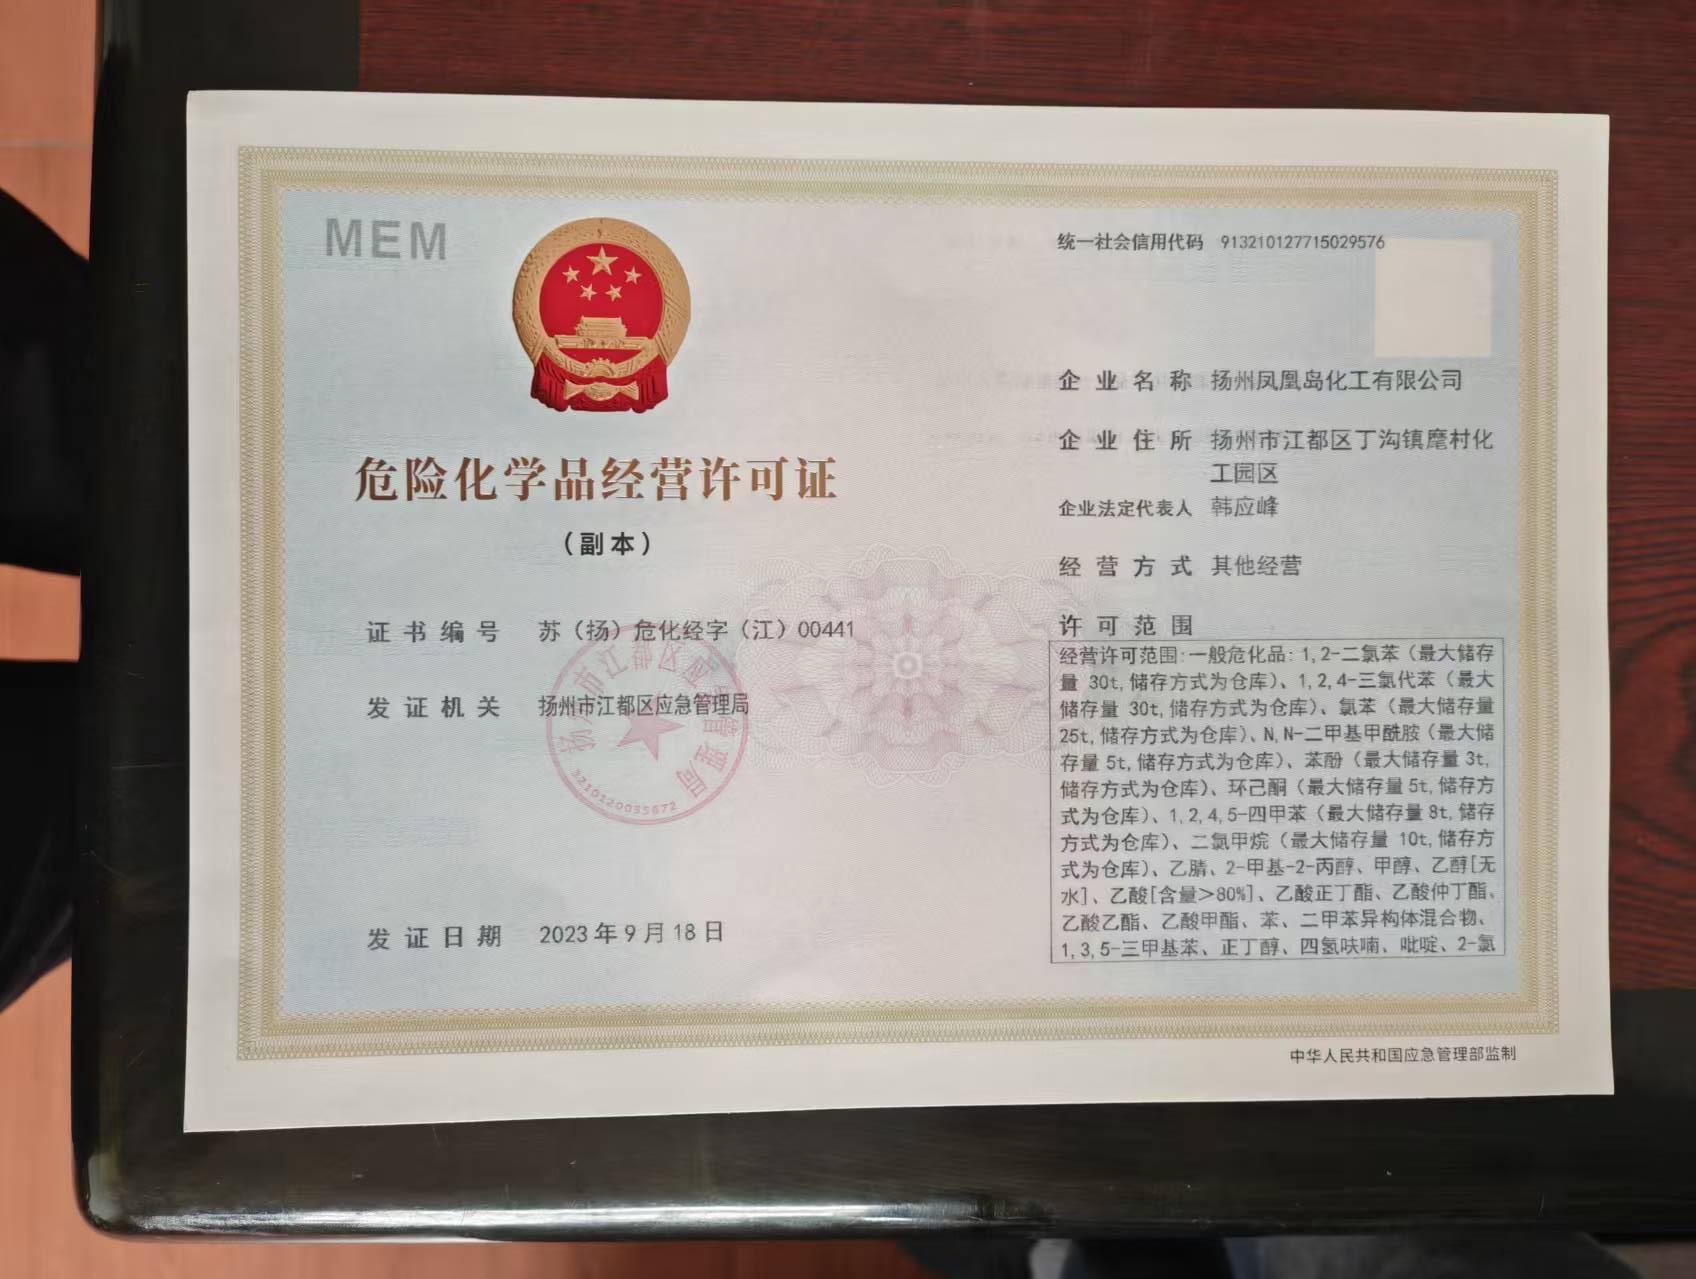 MEM
统一社会信用代码 913210127715029576
企业名称 扬州凤凰岛化工有限公司
企业住所 扬州市江都区丁沟镇麾村化
工园区
企业法定代表人 韩应峰
危险化学品经营许可证
（副本）
经营方式 其他经营
证书编号 苏（扬）危化经字（江）00441
发证机关 扬州市江都区应急管理局
扬州市江都区应急管理局
3210120035672
发证日期 2023年9月18日
许可范围
经营许可范围:一般危化品: 1,2-二氯苯（最大储存
量 30t,储存方式为仓库）、1,2,4-三氯代苯（最大
储存量 30t,储存方式为仓库）、氯苯（最大储存量
25t,储存方式为仓库）、N,N-二甲基甲酰胺（最大储
存量 5t,储存方式为仓库）、苯酚（最大储存量 3t,
储存方式为仓库）、环己酮（最大储存量 5t,储存方
式为仓库）、1,2,4,5-四甲苯（最大储存量 8t,储存
方式为仓库）、二氯甲烷（最大储存量 10t,储存方
式为仓库）、乙腈、2-甲基-2-丙醇、甲醇、乙醇[无
水]、乙酸[含量＞80%]、乙酸正丁酯、乙酸仲丁酯、
乙酸乙酯、乙酸甲酯、苯、二甲苯异构体混合物、
1,3,5-三甲基苯、正丁醇、四氢呋喃、吡啶、2-氯
中华人民共和国应急管理部监制